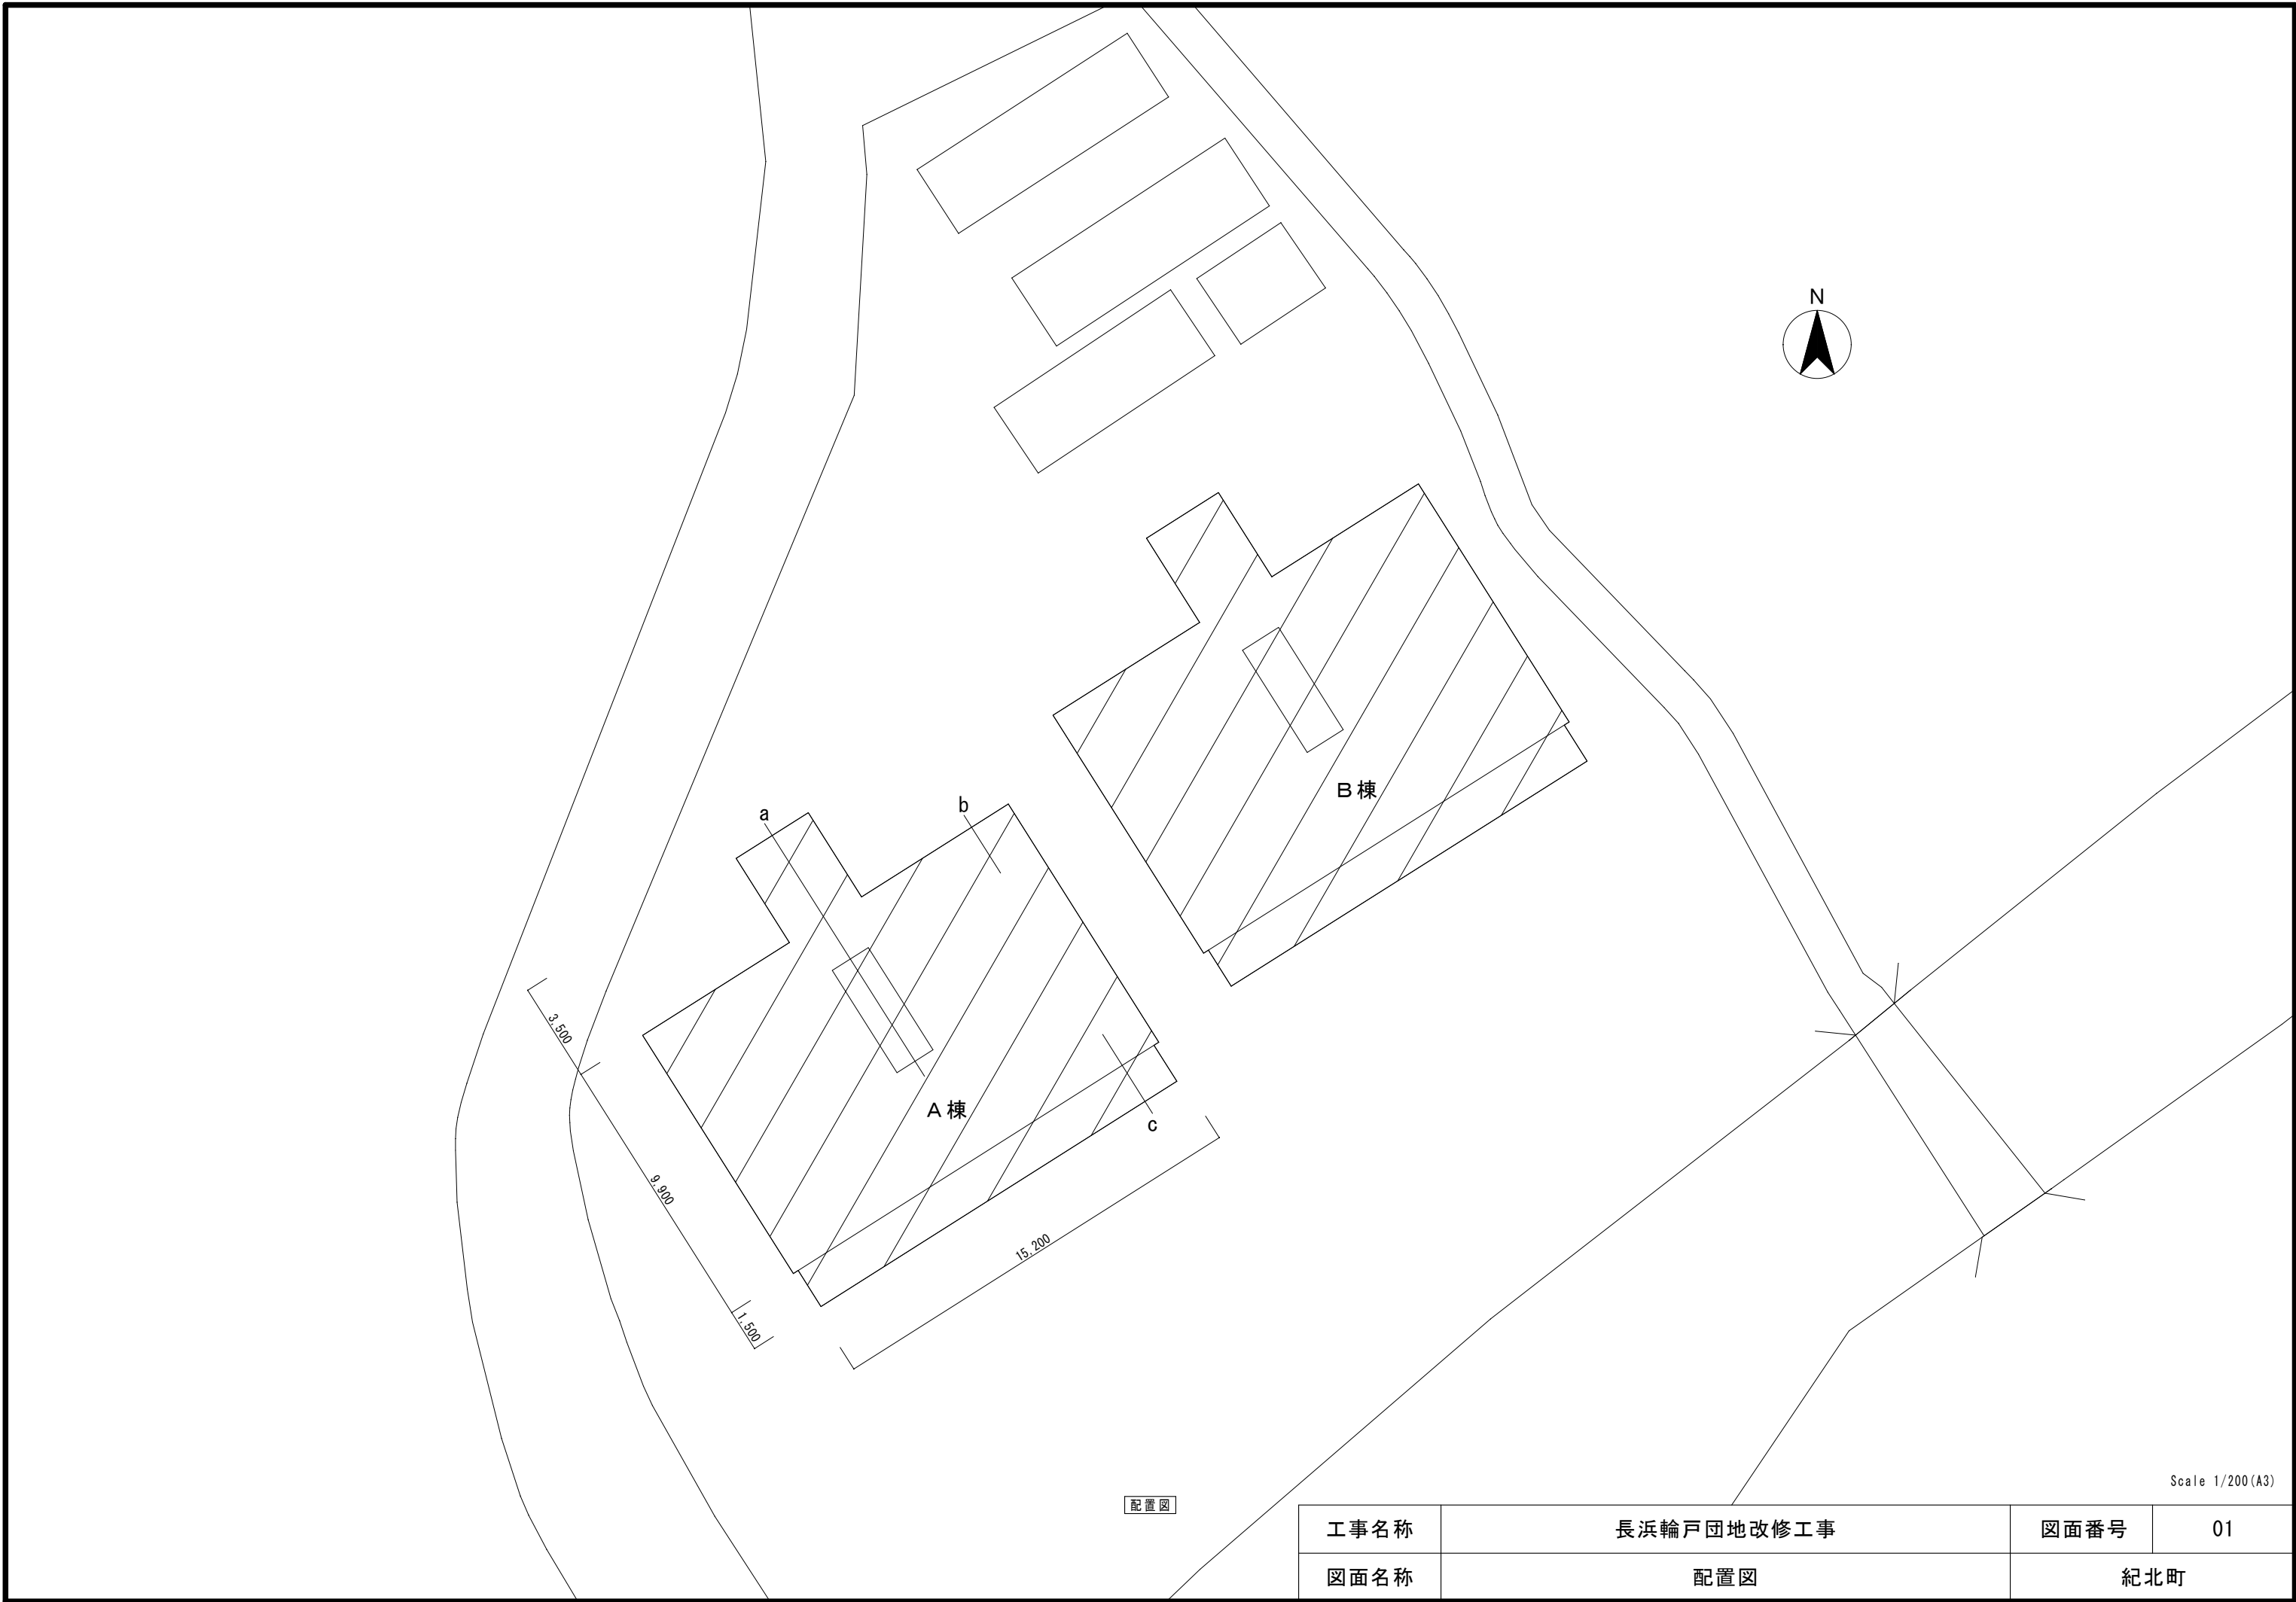 N
B棟
a
b
A棟
c
3,500
9,900
1,500
15,200
Scale 1/200(A3)
配置図
工事名称 長浜輪戸団地改修工事 図面番号 01
図面名称 配置図 紀北町